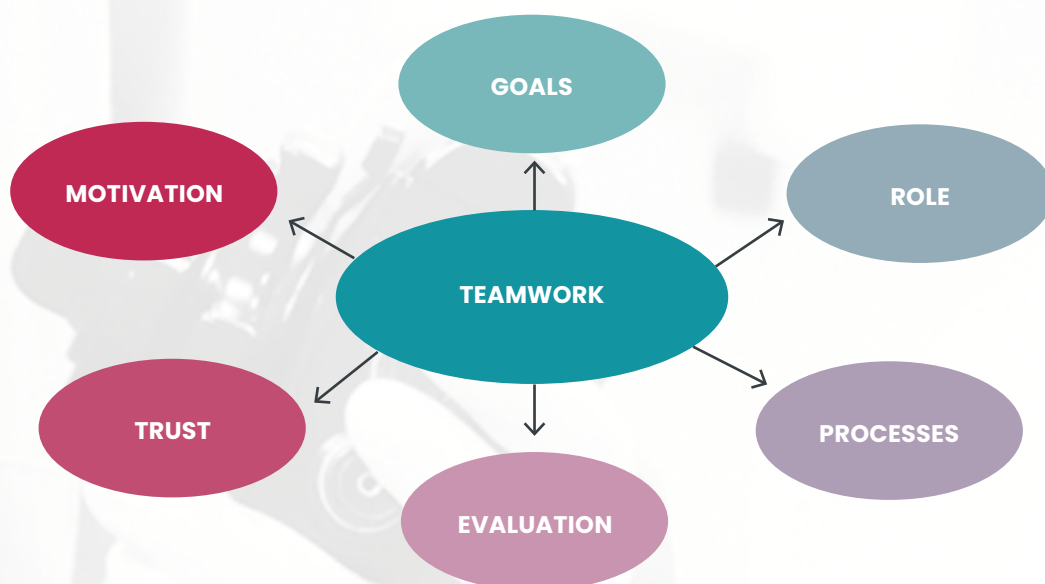 GOALS
MOTIVATION
ROLE
TEAMWORK
TRUST
PROCESSES
EVALUATION